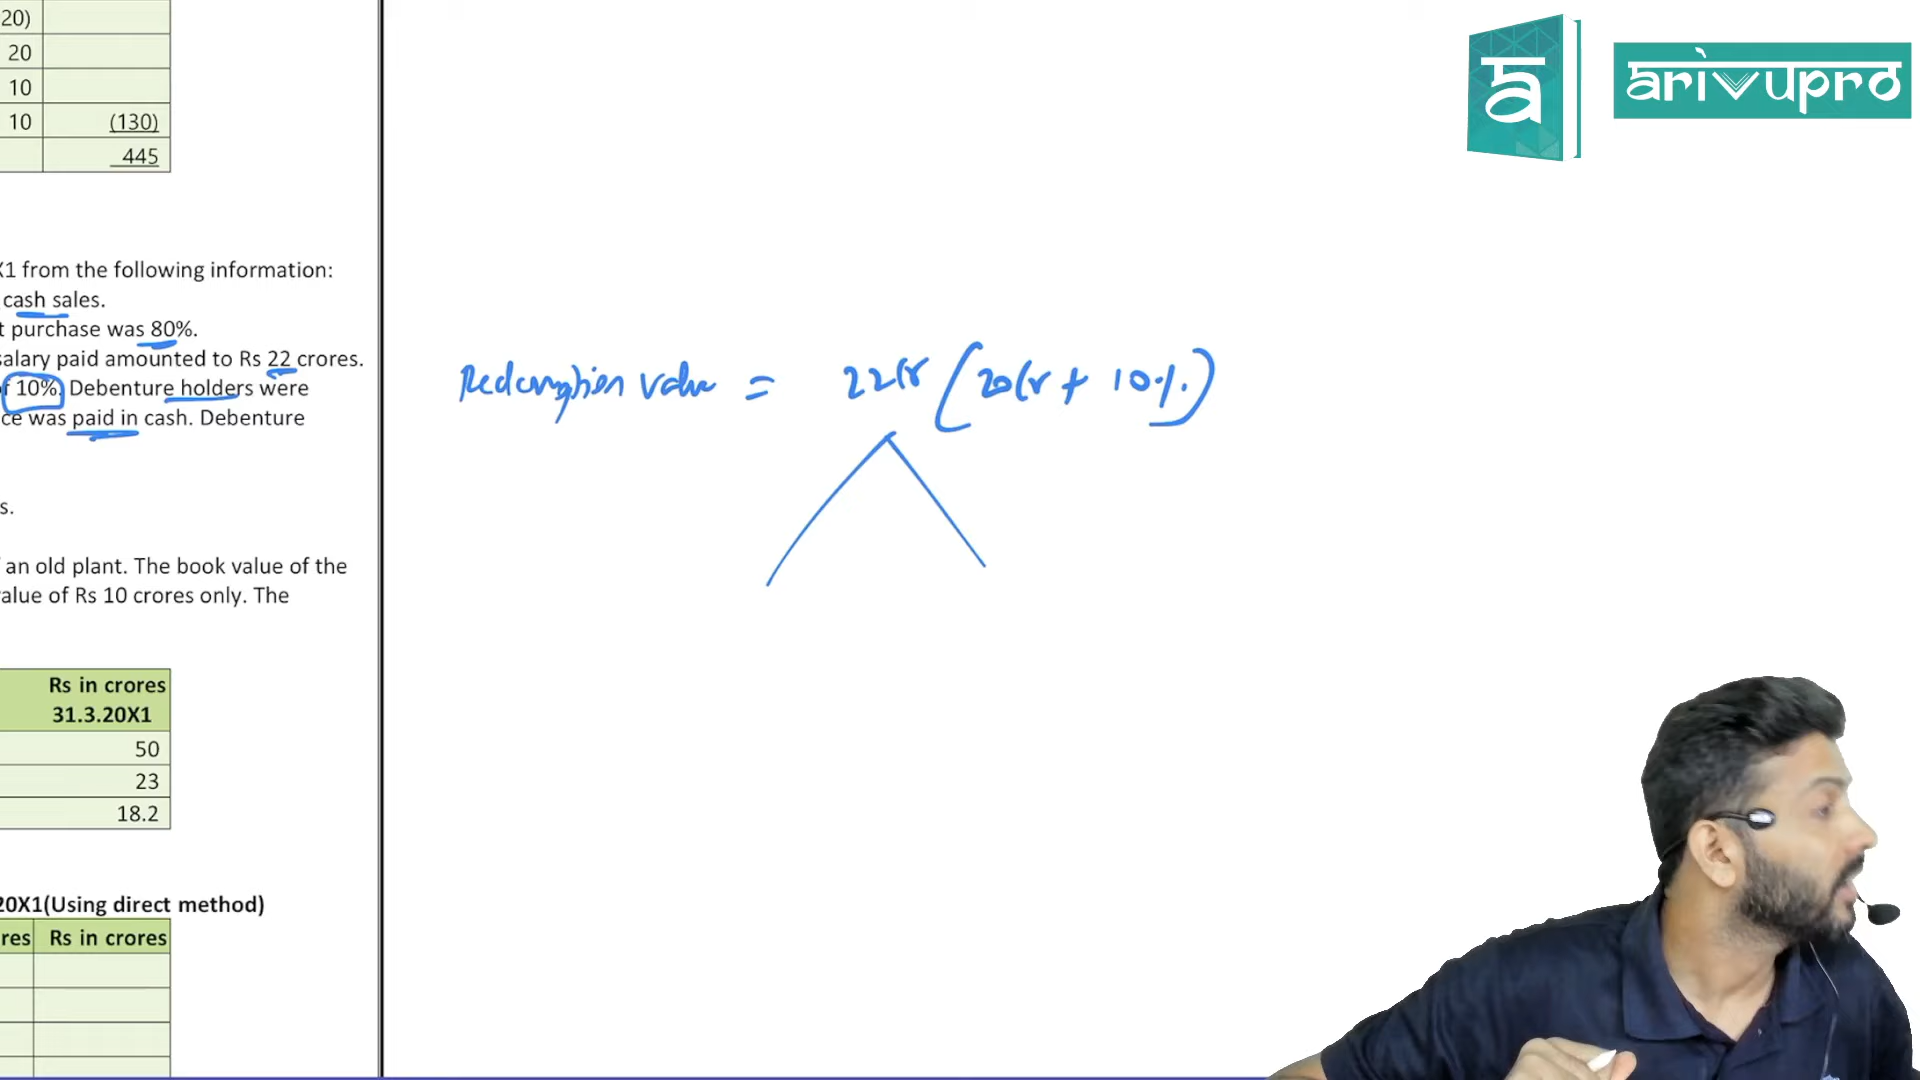 20)
20
10
10 (130)
445
X1 from the following information:
cash sales.
t purchase was 80%.
salary paid amounted to Rs 22 crores.
of 10%. Debenture holders were
ce was paid in cash. Debenture
s.
an old plant. The book value of the
alue of Rs 10 crores only. The
Rs in crores
31.3.20X1
50
23
18.2
20X1(Using direct method)
res Rs in crores
Redemption value = 22Cr (20Cr + 10%)
arivupro